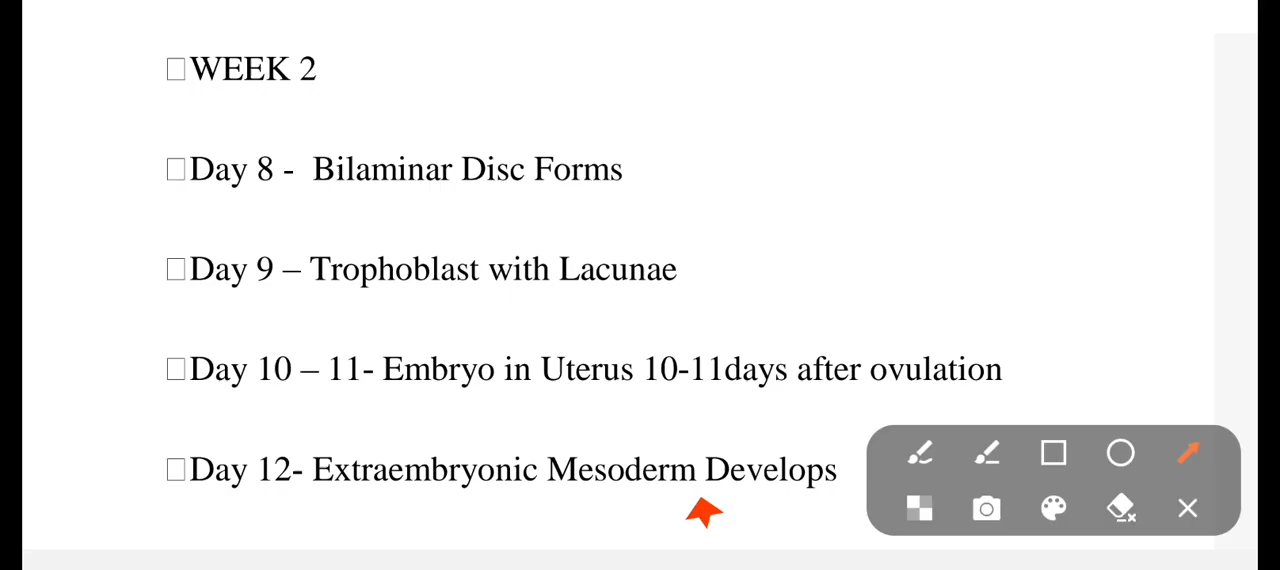 WEEK 2
Day 8 -  Bilaminar Disc Forms
Day 9 – Trophoblast with Lacunae
Day 10 – 11- Embryo in Uterus 10-11days after ovulation
Day 12- Extraembryonic Mesoderm Develops